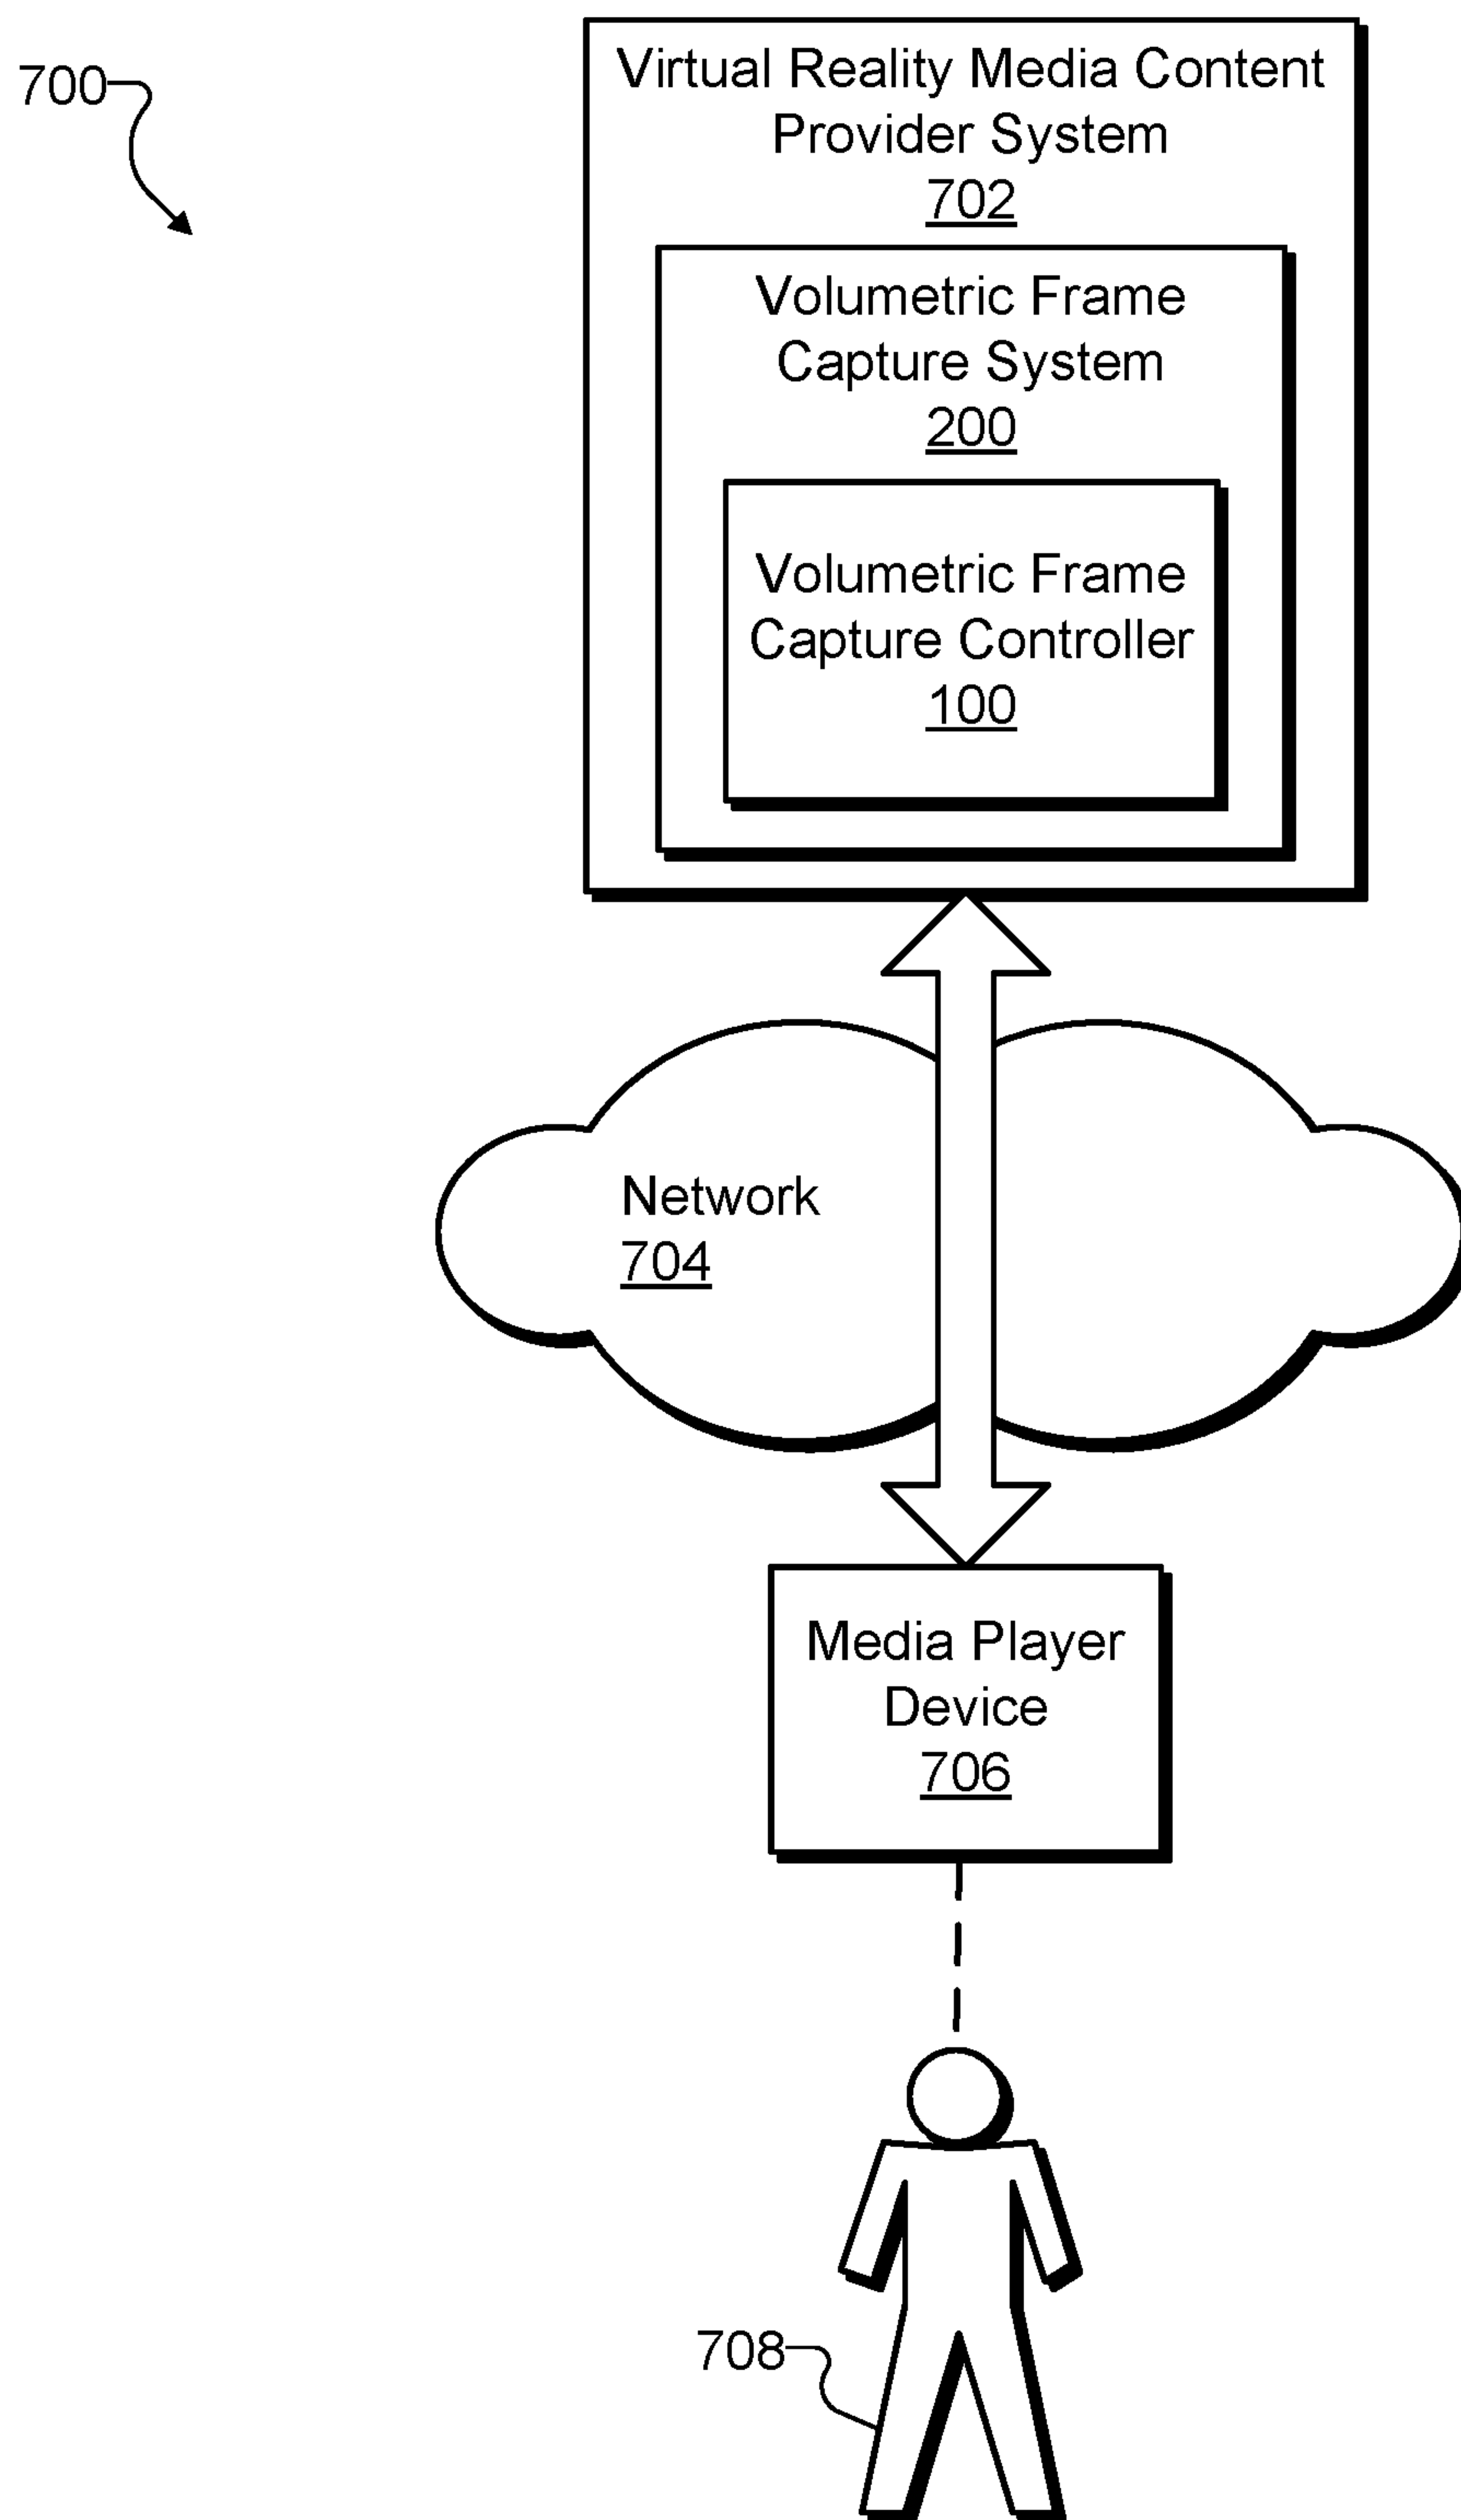 700
Virtual Reality Media Content
Provider System
702
Volumetric Frame
Capture System
200
Volumetric Frame
Capture Controller
100
Network
704
Media Player
Device
706
708